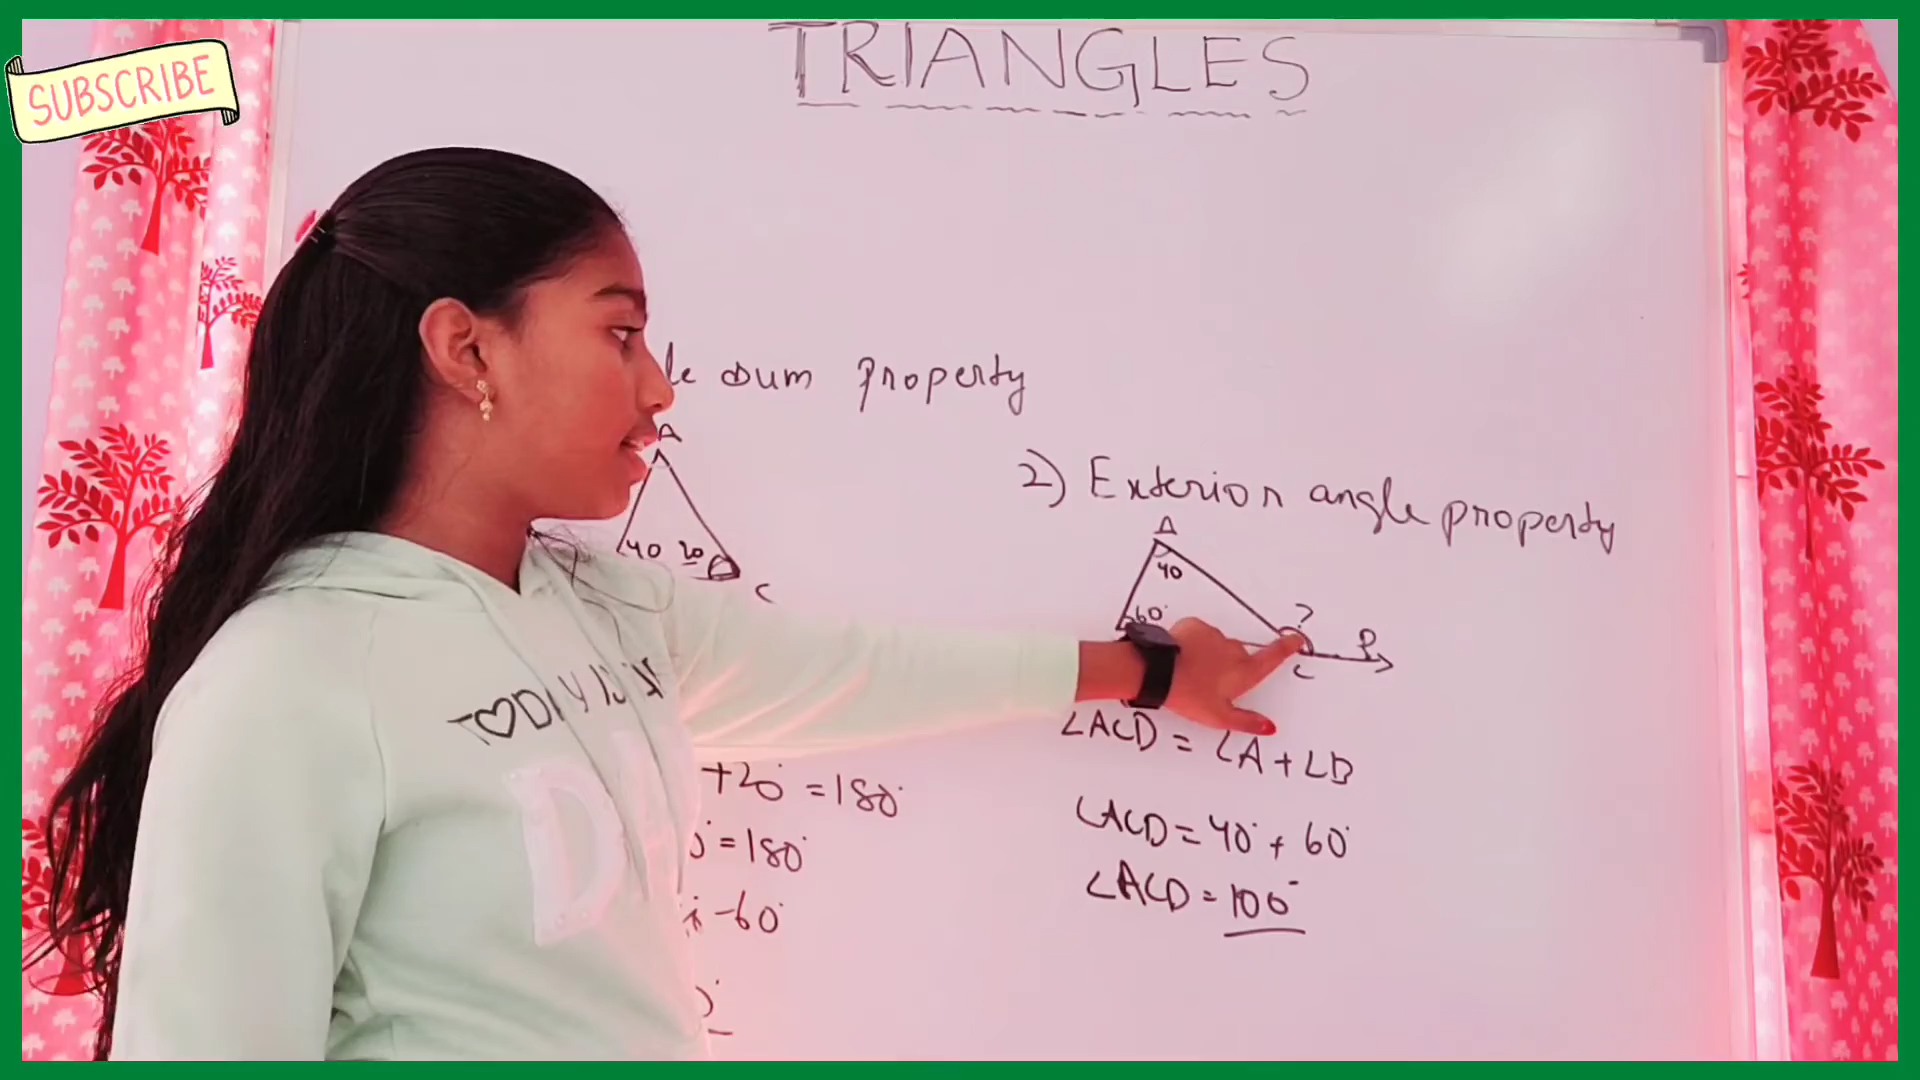 SUBSCRIBE
TRIANGLES
le sum property
A
40 20
C
+20° = 180°
0° = 180°
-60°
2) Exterior angle property
A
40
60°
?
P
C
∠ACD = ∠A + ∠B
∠ACD = 40° + 60°
∠ACD = 100°